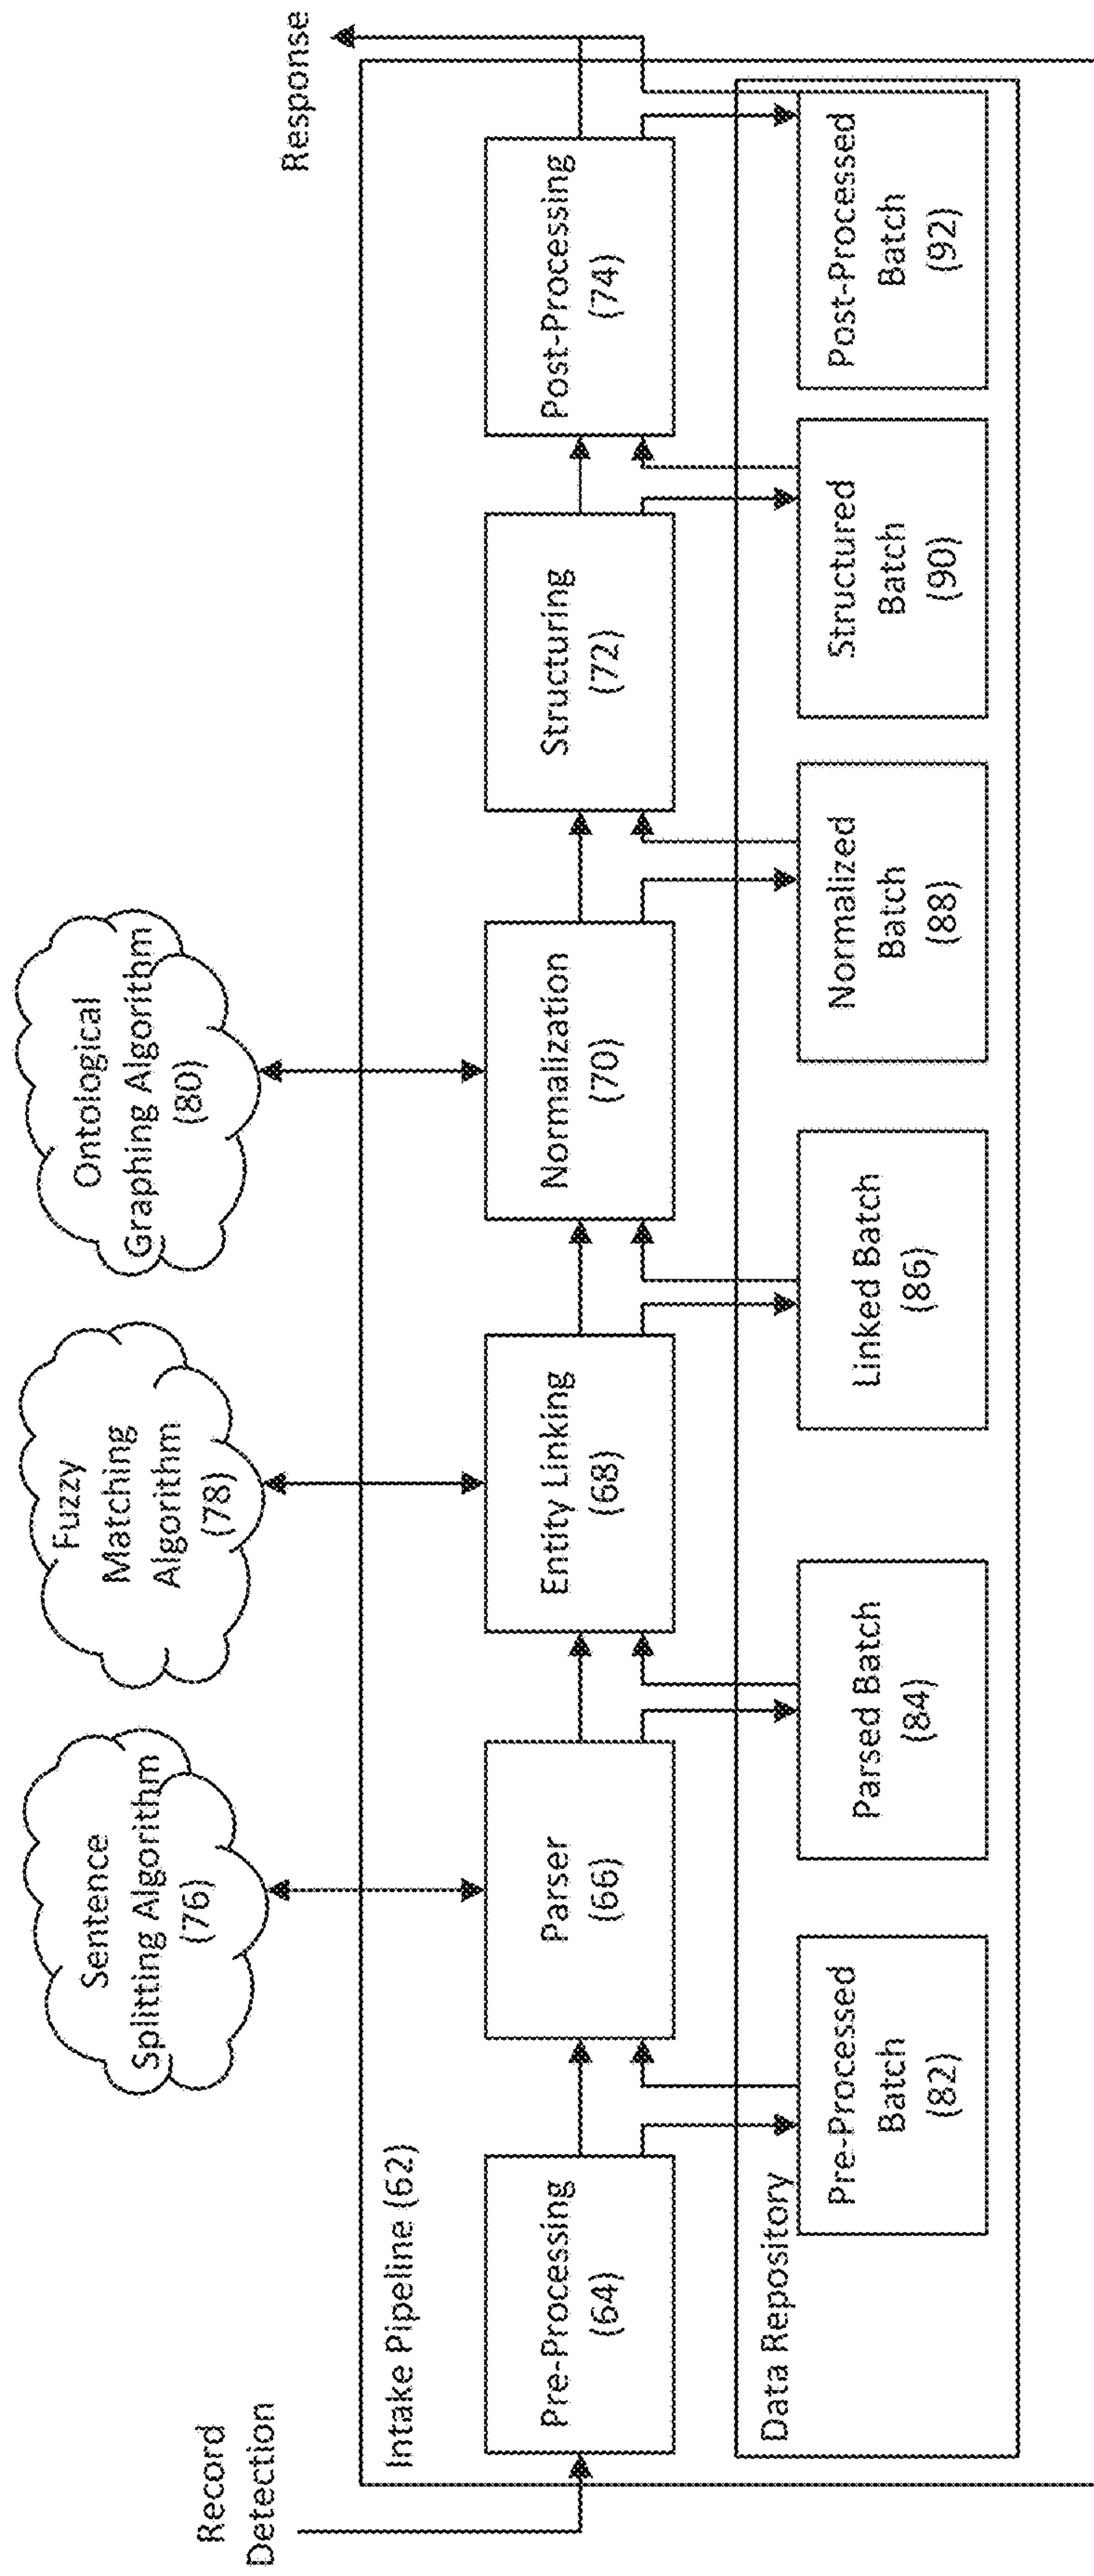 Record
Detection
Response
Sentence
Splitting Algorithm
(76)
Fuzzy
Matching
Algorithm
(78)
Ontological
Graphing Algorithm
(80)
Intake Pipeline (62)
Pre-Processing
(64)
Parser
(66)
Entity Linking
(68)
Normalization
(70)
Structuring
(72)
Post-Processing
(74)
Data Repository
Pre-Processed
Batch
(82)
Parsed Batch
(84)
Linked Batch
(86)
Normalized
Batch
(88)
Structured
Batch
(90)
Post-Processed
Batch
(92)